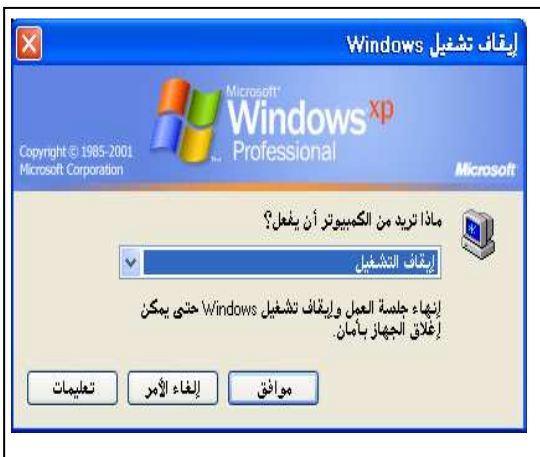 إيقاف تشغيل Windows
Microsoft
Windows xp
Professional
Copyright © 1985-2001
Microsoft Corporation
Microsoft
ماذا تريد من الكمبيوتر أن يفعل؟
إيقاف التشغيل
إنهاء جلسة العمل وإيقاف تشغيل Windows حتى يمكن
إغلاق الجهاز بأمان.
موافق
إلغاء الأمر
تعليمات